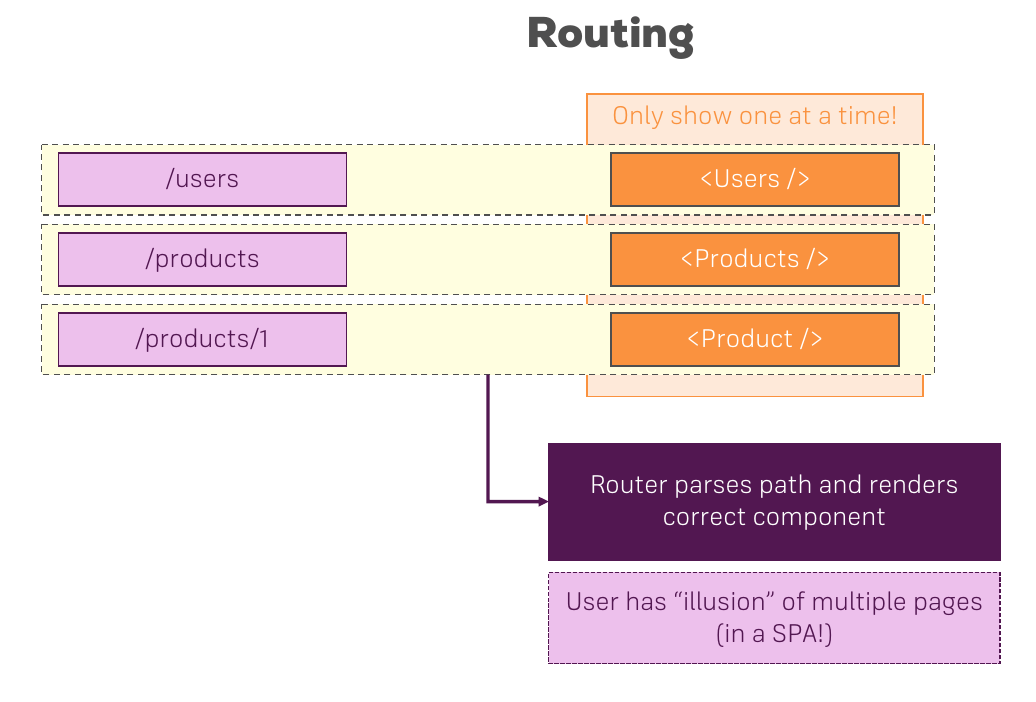 Routing
Only show one at a time!
/users
<Users />
/products
<Products />
/products/1
<Product />
Router parses path and renders
correct component
User has “illusion” of multiple pages
(in a SPA!)